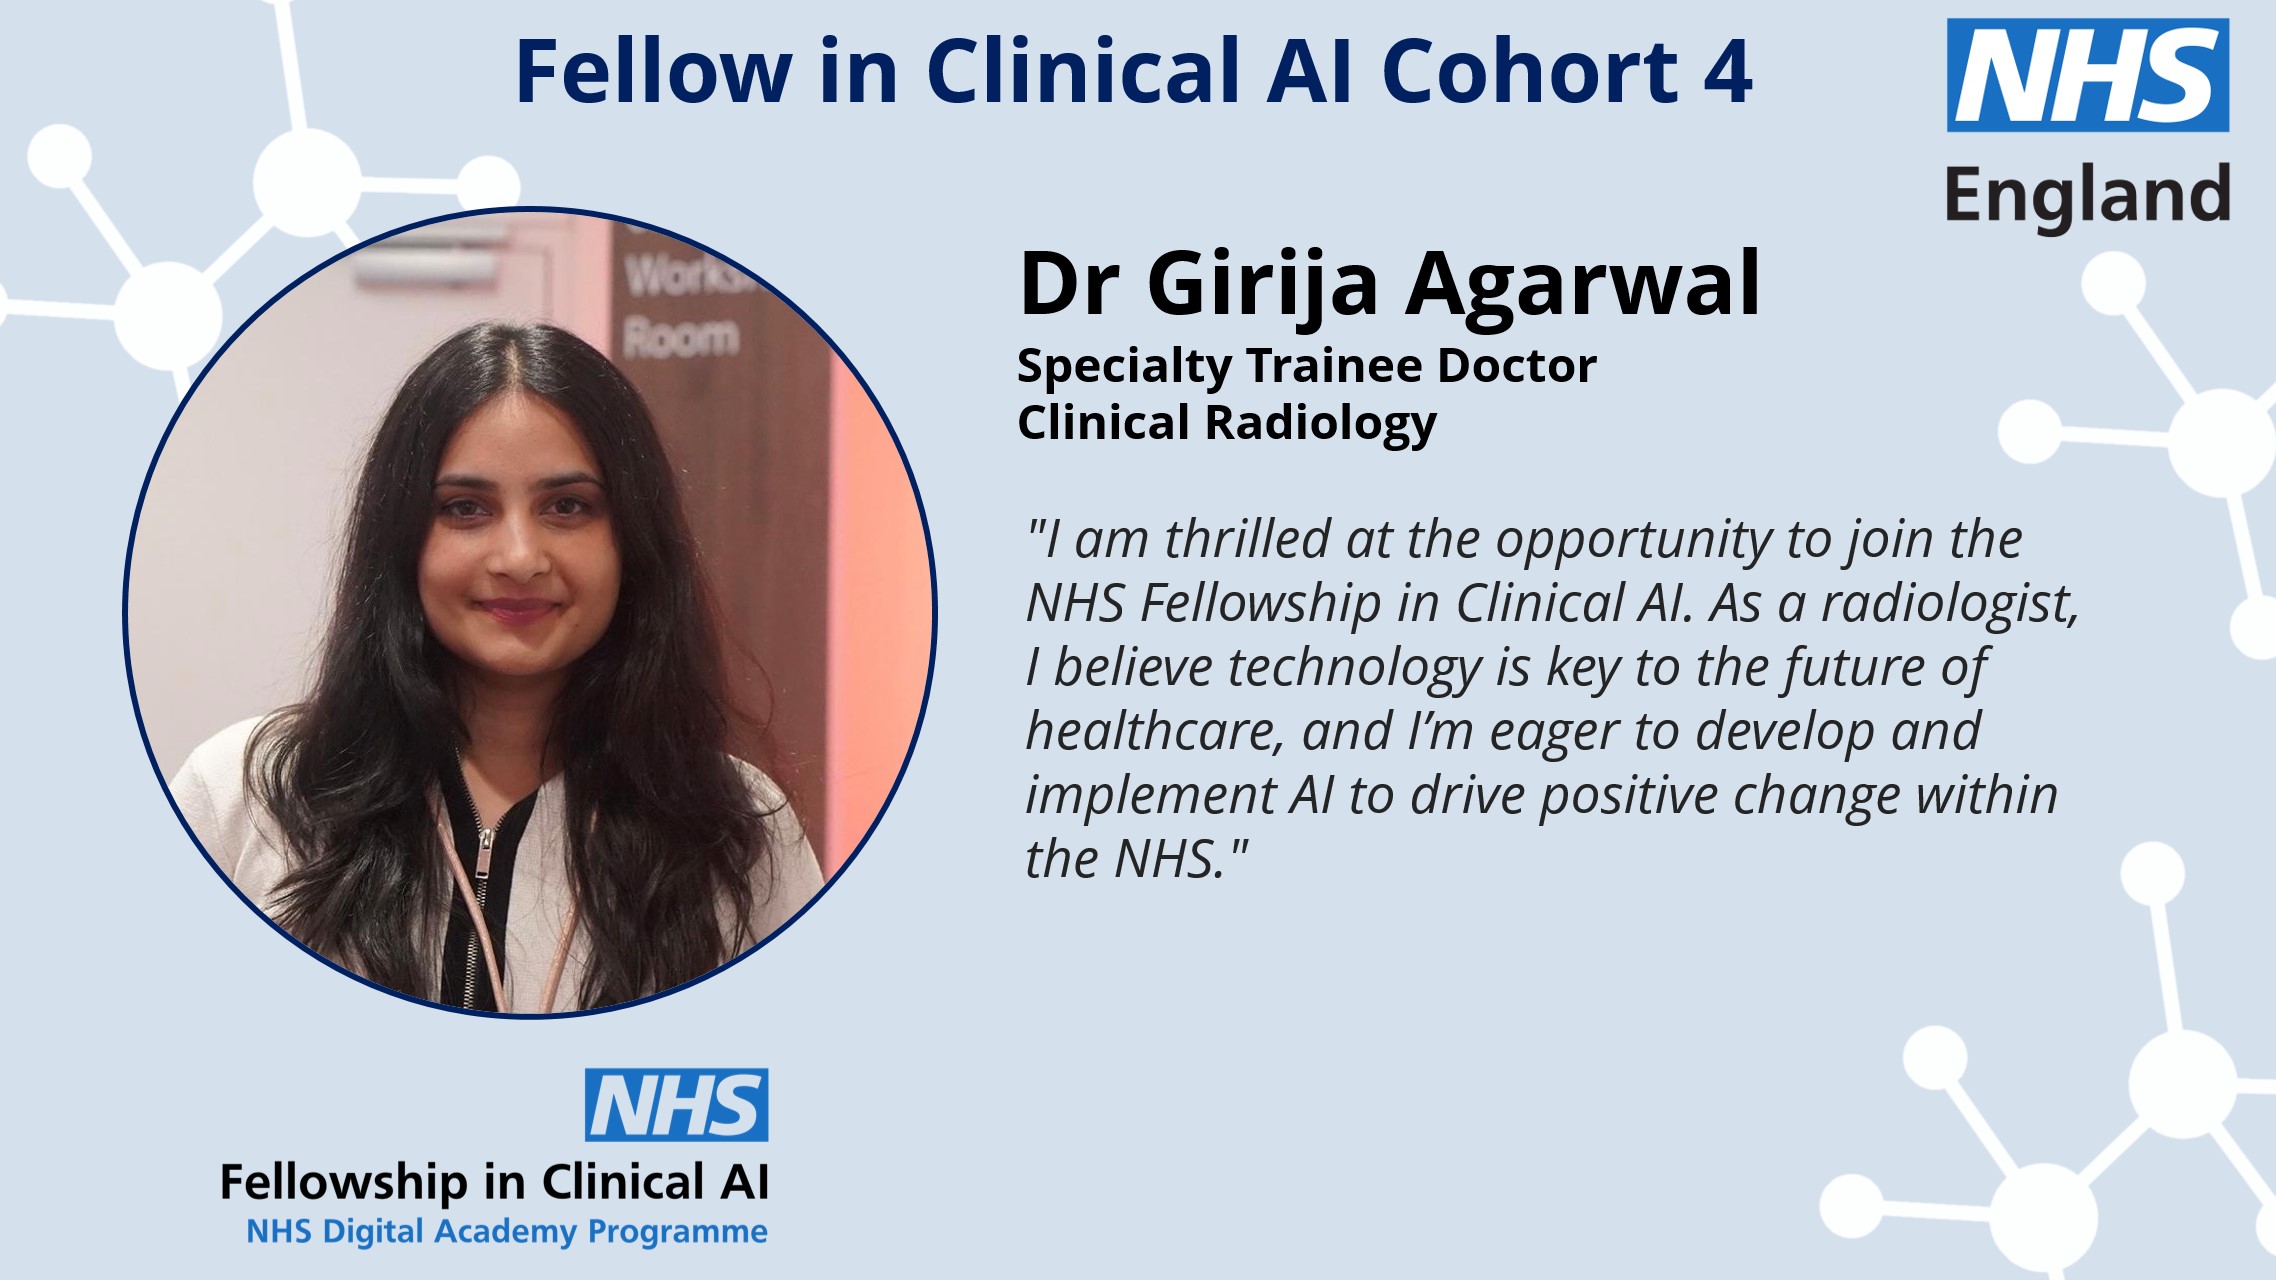 Fellow in Clinical AI Cohort 4
NHS
England
Works
Room
Dr Girija Agarwal
Specialty Trainee Doctor
Clinical Radiology
"I am thrilled at the opportunity to join the
NHS Fellowship in Clinical AI. As a radiologist,
I believe technology is key to the future of
healthcare, and I’m eager to develop and
implement AI to drive positive change within
the NHS."
NHS
Fellowship in Clinical AI
NHS Digital Academy Programme